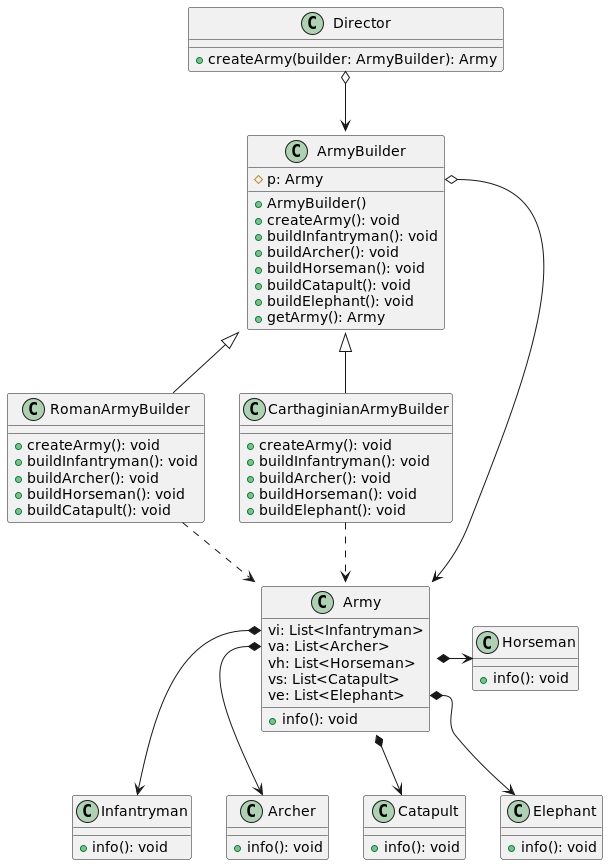 C Director
createArmy(builder: ArmyBuilder): Army
C ArmyBuilder
p: Army
ArmyBuilder()
createArmy(): void
buildInfantryman(): void
buildArcher(): void
buildHorseman(): void
buildCatapult(): void
buildElephant(): void
getArmy(): Army
C RomanArmyBuilder
createArmy(): void
buildInfantryman(): void
buildArcher(): void
buildHorseman(): void
buildCatapult(): void
C CarthaginianArmyBuilder
createArmy(): void
buildInfantryman(): void
buildArcher(): void
buildHorseman(): void
buildElephant(): void
C Army
vi: List<Infantryman>
va: List<Archer>
vh: List<Horseman>
vs: List<Catapult>
ve: List<Elephant>
info(): void
C Horseman
info(): void
C Infantryman
info(): void
C Archer
info(): void
C Catapult
info(): void
C Elephant
info(): void